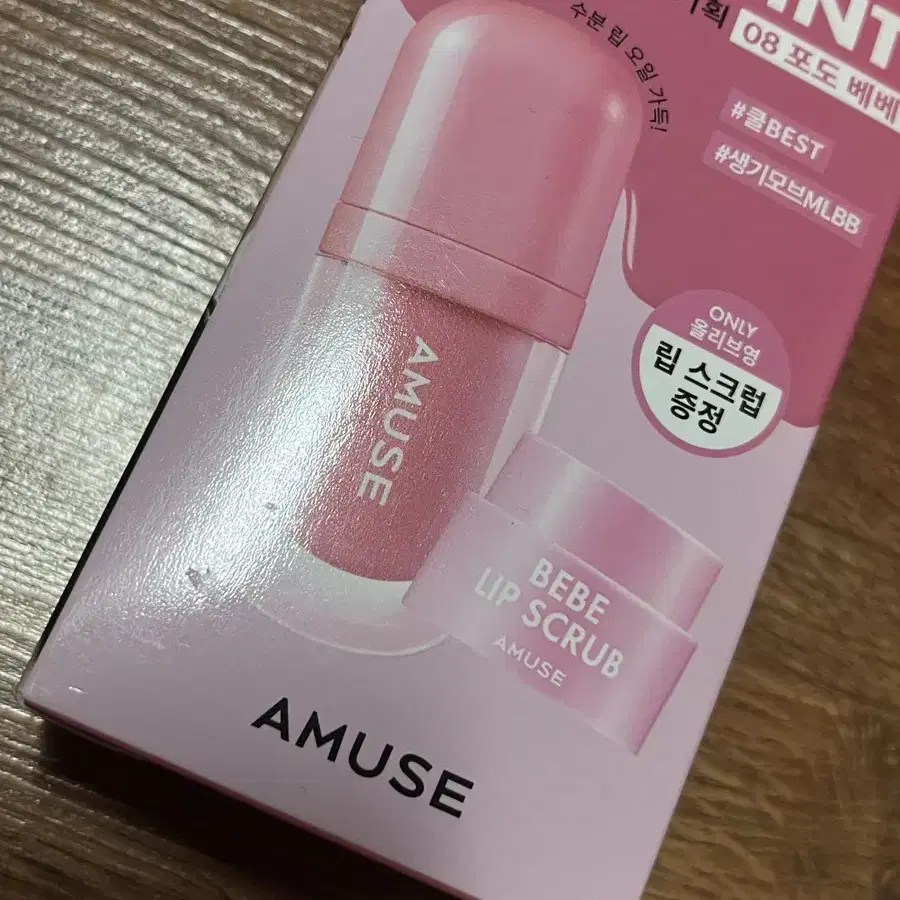 INT
기획
08 포도 베베
수분 립 오일 가득!
#쿨BEST
#생기모브MLBB
ONLY
올리브영
립 스크럽
증정
AMUSE
BEBE
LIP SCRUB
AMUSE
AMUSE